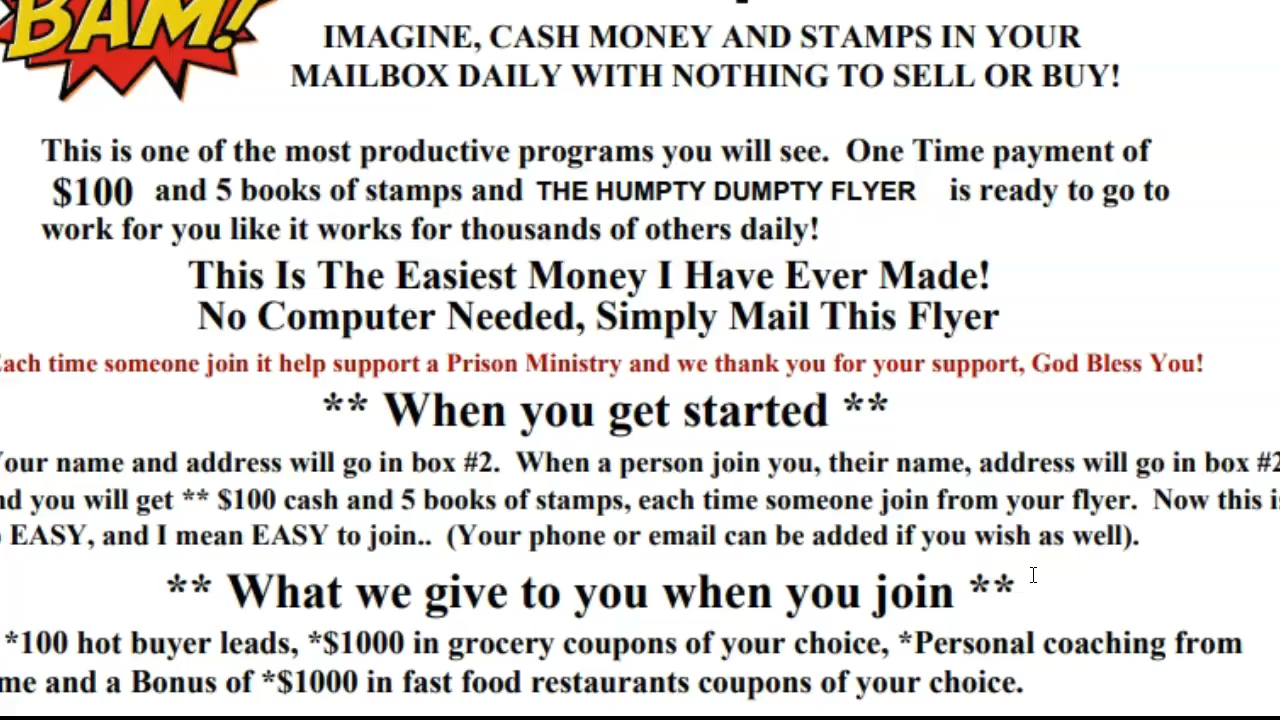 BAM!
IMAGINE, CASH MONEY AND STAMPS IN YOUR
MAILBOX DAILY WITH NOTHING TO SELL OR BUY!
This is one of the most productive programs you will see. One Time payment of
$100 and 5 books of stamps and THE HUMPTY DUMPTY FLYER is ready to go to
work for you like it works for thousands of others daily!
This Is The Easiest Money I Have Ever Made!
No Computer Needed, Simply Mail This Flyer
Each time someone join it help support a Prison Ministry and we thank you for your support, God Bless You!
** When you get started **
Your name and address will go in box #2. When a person join you, their name, address will go in box #2
nd you will get ** $100 cash and 5 books of stamps, each time someone join from your flyer. Now this is
o EASY, and I mean EASY to join.. (Your phone or email can be added if you wish as well).
** What we give to you when you join **
*100 hot buyer leads, *$1000 in grocery coupons of your choice, *Personal coaching from
me and a Bonus of *$1000 in fast food restaurants coupons of your choice.